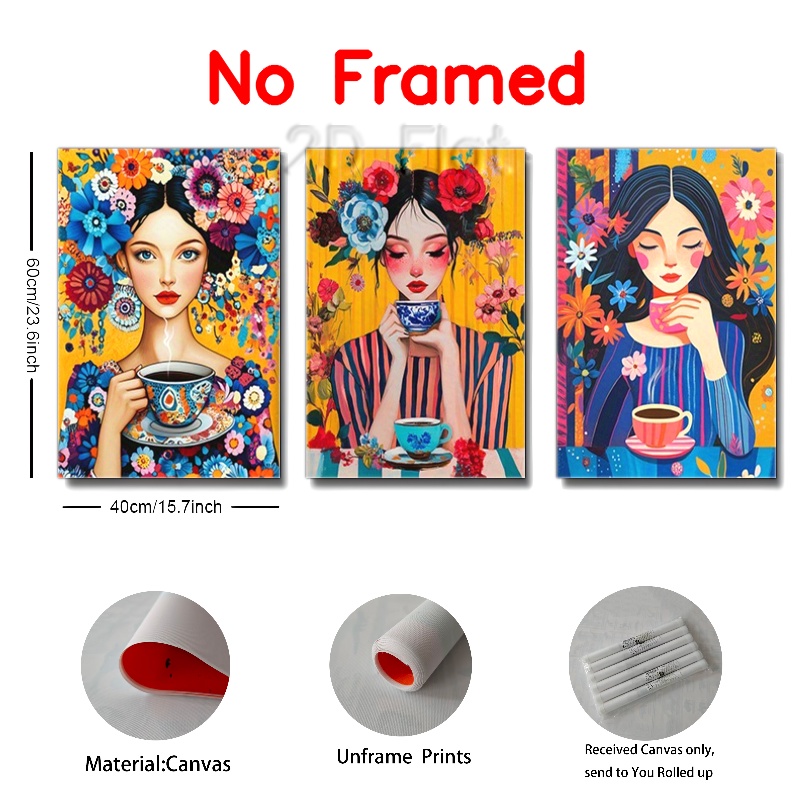 No Framed
2D Flat
60cm/23.6inch
40cm/15.7inch
Material:Canvas
Unframe Prints
Received Canvas only,
send to You Rolled up